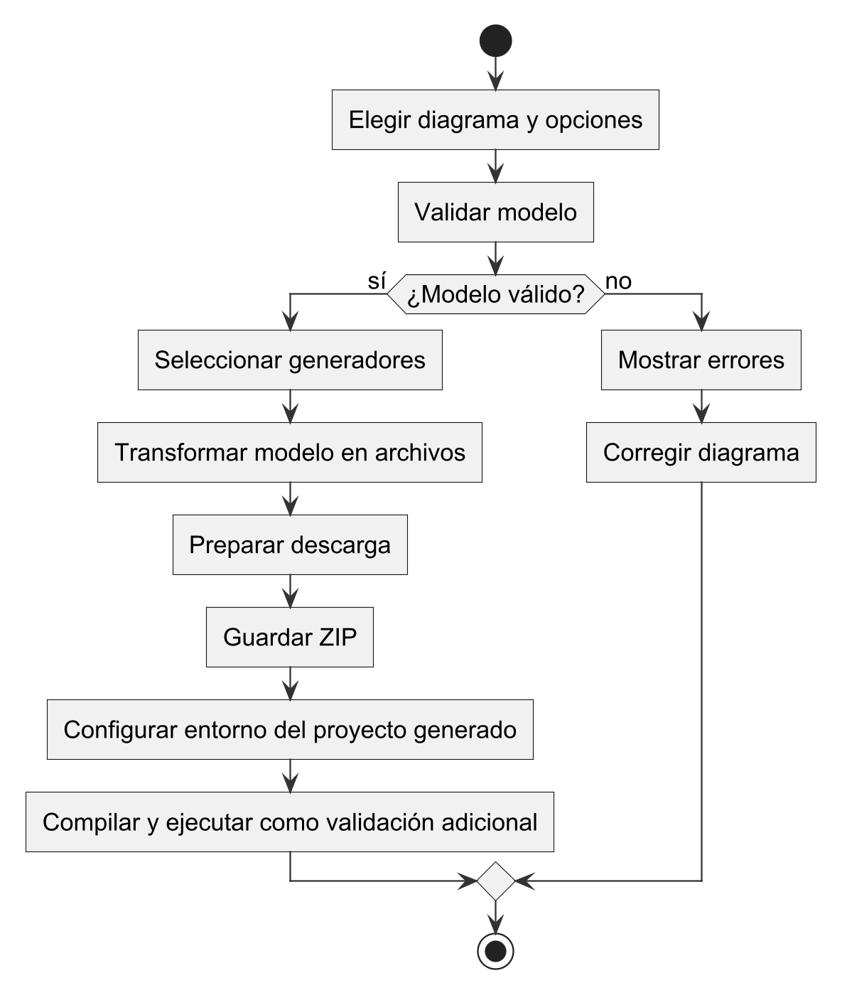 Elegir diagrama y opciones
Validar modelo
sí
¿Modelo válido?
no
Seleccionar generadores
Mostrar errores
Transformar modelo en archivos
Corregir diagrama
Preparar descarga
Guardar ZIP
Configurar entorno del proyecto generado
Compilar y ejecutar como validación adicional